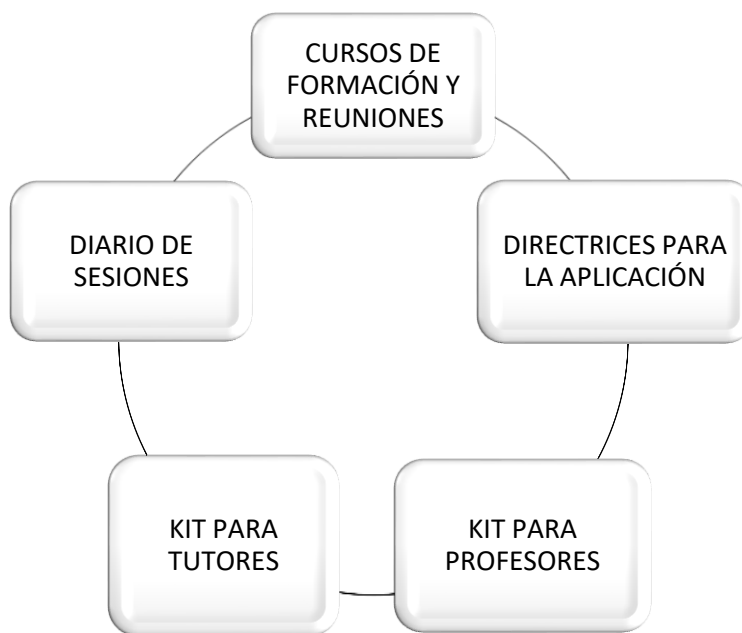 CURSOS DE
FORMACIÓN Y
REUNIONES
DIARIO DE
SESIONES
DIRECTRICES PARA
LA APLICACIÓN
KIT PARA
TUTORES
KIT PARA
PROFESORES